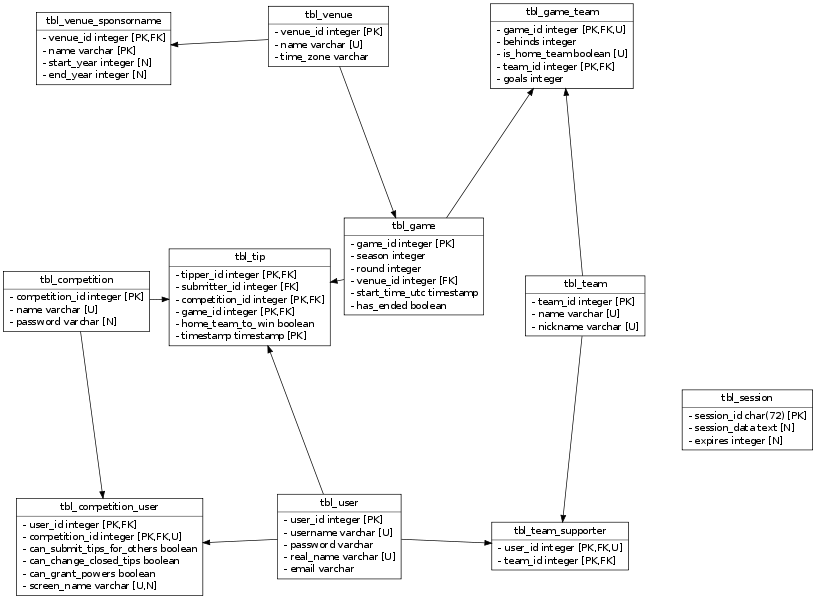 tbl_venue_sponsorname
- venue_id integer [PK,FK]
- name varchar [PK]
- start_year integer [N]
- end_year integer [N]
tbl_venue
- venue_id integer [PK]
- name varchar [U]
- time_zone varchar
tbl_game_team
- game_id integer [PK,FK,U]
- behinds integer
- is_home_team boolean [U]
- team_id integer [PK,FK]
- goals integer
tbl_game
- game_id integer [PK]
- season integer
- round integer
- venue_id integer [FK]
- start_time_utc timestamp
- has_ended boolean
tbl_tip
- tipper_id integer [PK,FK]
- submitter_id integer [FK]
- competition_id integer [PK,FK]
- game_id integer [PK,FK]
- home_team_to_win boolean
- timestamp timestamp [PK]
tbl_competition
- competition_id integer [PK]
- name varchar [U]
- password varchar [N]
tbl_team
- team_id integer [PK]
- name varchar [U]
- nickname varchar [U]
tbl_session
- session_id char(72) [PK]
- session_data text [N]
- expires integer [N]
tbl_competition_user
- user_id integer [PK,FK]
- competition_id integer [PK,FK,U]
- can_submit_tips_for_others boolean
- can_change_closed_tips boolean
- can_grant_powers boolean
- screen_name varchar [U,N]
tbl_user
- user_id integer [PK]
- username varchar [U]
- password varchar
- real_name varchar [U]
- email varchar
tbl_team_supporter
- user_id integer [PK,FK,U]
- team_id integer [PK,FK]